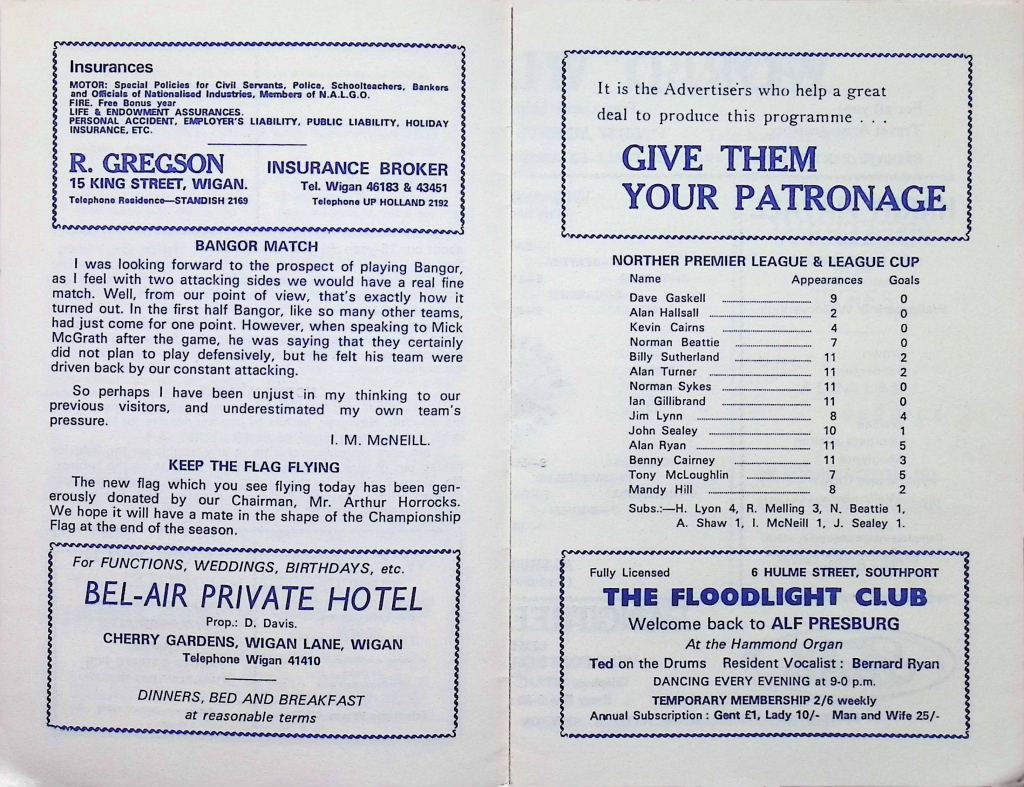 Insurances
MOTOR: Special Policies for Civil Servants, Police, Schoolteachers, Bankers
and Officials of Nationalised Industries, Members of N.A.L.G.O.
FIRE. Free Bonus year
LIFE & ENDOWMENT ASSURANCES.
PERSONAL ACCIDENT, EMPLOYER'S LIABILITY, PUBLIC LIABILITY, HOLIDAY
INSURANCE, ETC.
R. GREGSON INSURANCE BROKER
15 KING STREET, WIGAN. Tel. Wigan 46183 & 43451
Telephone Residence—STANDISH 2169 Telephone UP HOLLAND 2192
BANGOR MATCH
I was looking forward to the prospect of playing Bangor,
as I feel with two attacking sides we would have a real fine
match. Well, from our point of view, that's exactly how it
turned out. In the first half Bangor, like so many other teams,
had just come for one point. However, when speaking to Mick
McGrath after the game, he was saying that they certainly
did not plan to play defensively, but he felt his team were
driven back by our constant attacking.
So perhaps I have been unjust in my thinking to our
previous visitors, and underestimated my own team's
pressure.
I. M. McNEILL.
KEEP THE FLAG FLYING
The new flag which you see flying today has been gen-
erously donated by our Chairman, Mr. Arthur Horrocks.
We hope it will have a mate in the shape of the Championship
Flag at the end of the season.
For FUNCTIONS, WEDDINGS, BIRTHDAYS, etc.
BEL-AIR PRIVATE HOTEL
Prop.: D. Davis.
CHERRY GARDENS, WIGAN LANE, WIGAN
Telephone Wigan 41410
DINNERS, BED AND BREAKFAST
at reasonable terms
It is the Advertisers who help a great
deal to produce this programme . . .
GIVE THEM
YOUR PATRONAGE
NORTHER PREMIER LEAGUE & LEAGUE CUP
Name Appearances Goals
Dave Gaskell 9 0
Alan Hallsall 2 0
Kevin Cairns 4 0
Norman Beattie 7 0
Billy Sutherland 11 2
Alan Turner 11 2
Norman Sykes 11 0
Ian Gillibrand 11 0
Jim Lynn 8 4
John Sealey 10 1
Alan Ryan 11 5
Benny Cairney 11 3
Tony McLoughlin 7 5
Mandy Hill 8 2
Subs.:—H. Lyon 4, R. Melling 3, N. Beattie 1,
A. Shaw 1, I. McNeill 1, J. Sealey 1.
Fully Licensed 6 HULME STREET, SOUTHPORT
THE FLOODLIGHT CLUB
Welcome back to ALF PRESBURG
At the Hammond Organ
Ted on the Drums Resident Vocalist : Bernard Ryan
DANCING EVERY EVENING at 9-0 p.m.
TEMPORARY MEMBERSHIP 2/6 weekly
Annual Subscription : Gent £1, Lady 10/- Man and Wife 25/-